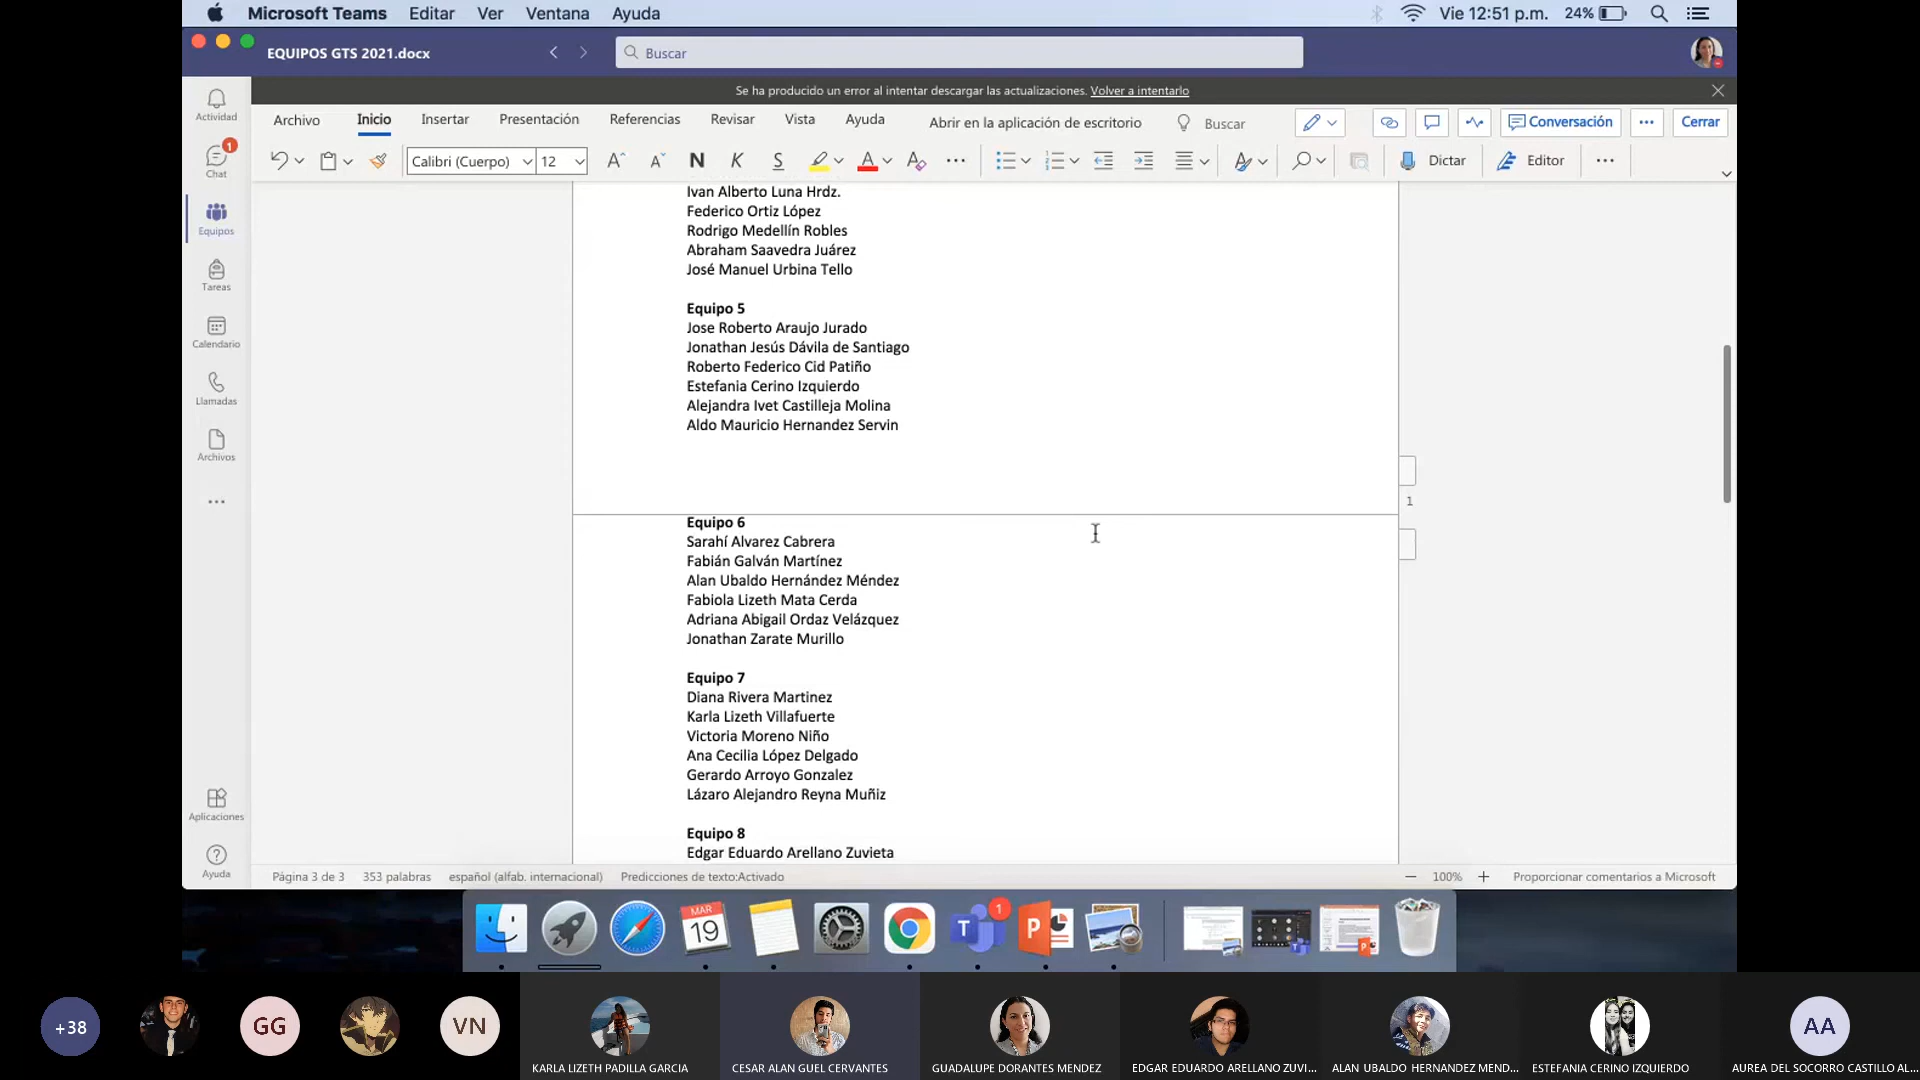 Microsoft Teams Editar Ver Ventana Ayuda Vie 12:51 p.m. 24%
EQUIPOS GTS 2021.docx Buscar
Se ha producido un error al intentar descargar las actualizaciones. Volver a intentarlo
Archivo Inicio Insertar Presentación Referencias Revisar Vista Ayuda Abrir en la aplicación de escritorio Buscar Conversación Cerrar
Calibri (Cuerpo) 12 N K S A Dictar Editor
Actividad
1
Chat
Equipos
Tareas
Calendario
Llamadas
Archivos
Aplicaciones
Ayuda
Ivan Alberto Luna Hrdz.
Federico Ortiz López
Rodrigo Medellín Robles
Abraham Saavedra Juárez
José Manuel Urbina Tello
Equipo 5
Jose Roberto Araujo Jurado
Jonathan Jesús Dávila de Santiago
Roberto Federico Cid Patiño
Estefania Cerino Izquierdo
Alejandra Ivet Castilleja Molina
Aldo Mauricio Hernandez Servin
1
Equipo 6
Sarahí Alvarez Cabrera
Fabián Galván Martínez
Alan Ubaldo Hernández Méndez
Fabiola Lizeth Mata Cerda
Adriana Abigail Ordaz Velázquez
Jonathan Zarate Murillo
Equipo 7
Diana Rivera Martinez
Karla Lizeth Villafuerte
Victoria Moreno Niño
Ana Cecilia López Delgado
Gerardo Arroyo Gonzalez
Lázaro Alejandro Reyna Muñiz
Equipo 8
Edgar Eduardo Arellano Zuvieta
Página 3 de 3 353 palabras español (alfab. internacional) Predicciones de texto:Activado 100% Proporcionar comentarios a Microsoft
MAR
19
T
1
P
+38 GG VN AA
KARLA LIZETH PADILLA GARCIA CESAR ALAN GUEL CERVANTES GUADALUPE DORANTES MENDEZ EDGAR EDUARDO ARELLANO ZUVI... ALAN UBALDO HERNANDEZ MEND... ESTEFANIA CERINO IZQUIERDO AUREA DEL SOCORRO CASTILLO AL...